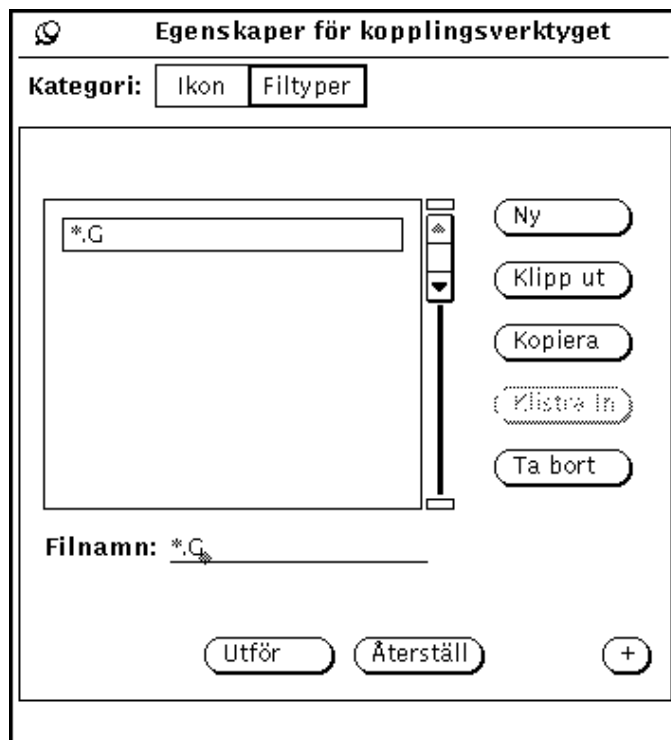 Egenskaper för kopplingsverktyget
Kategori: Ikon Filtyper
*.G
Ny
Klipp ut
Kopiera
Klistra in
Ta bort
Filnamn: *.G
Utför Återställ +